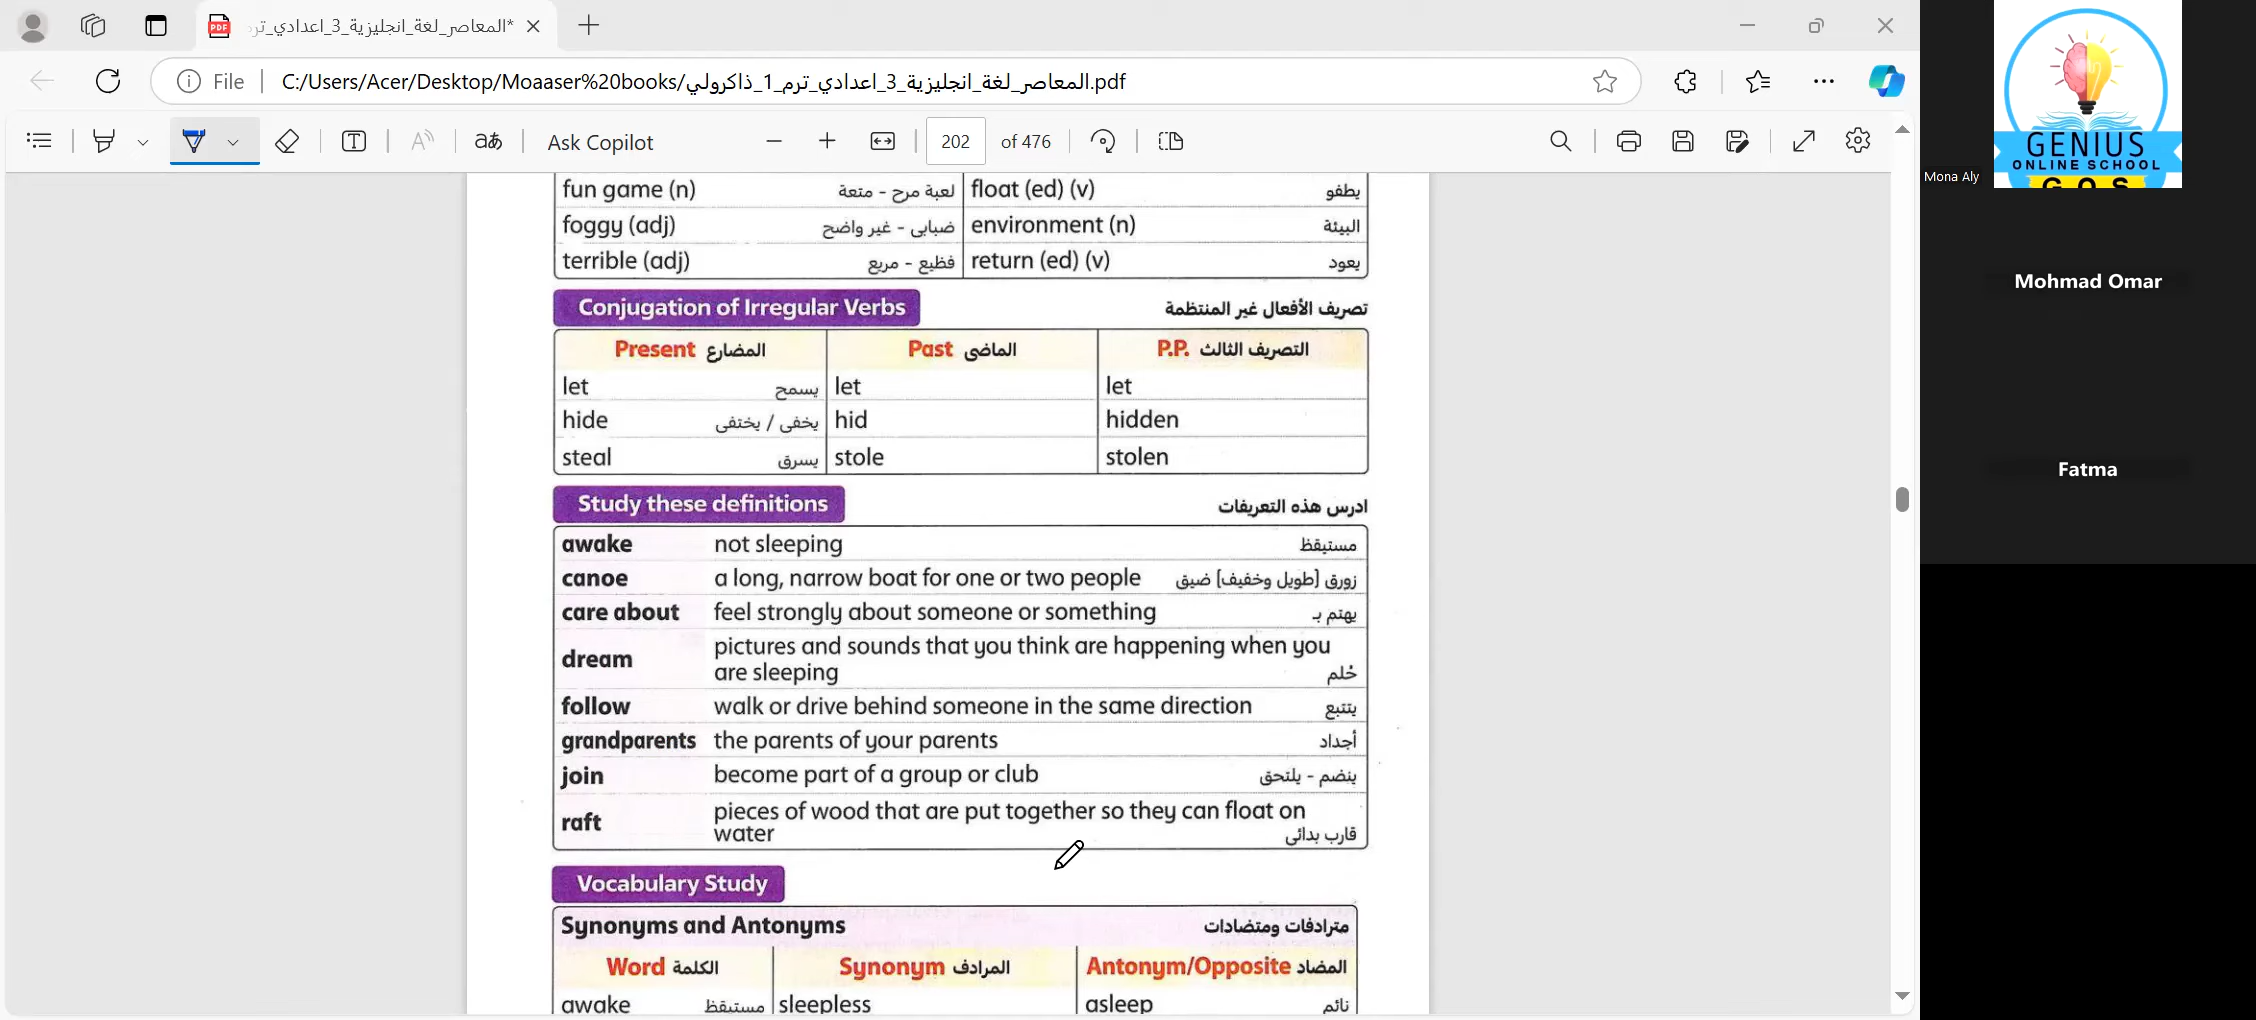 *المعاصر_لغة_انجليزية_3_اعدادي_تر
File
C:/Users/Acer/Desktop/Moaaser%20books/المعاصر_لغة_انجليزية_3_اعدادي_ترم_1_ذاكرولي.pdf
Ask Copilot
202 of 476
fun game (n) لعبة مرح - متعة float (ed) (v) يطفو
foggy (adj) ضبابى - غير واضح environment (n) البيئة
terrible (adj) فظيع - مريع return (ed) (v) يعود
Conjugation of Irregular Verbs تصريف الأفعال غير المنتظمة
Present المضارع Past الماضى P.P. التصريف الثالث
let يسمح let let
hide يخفى / يختفى hid hidden
steal يسرق stole stolen
Study these definitions ادرس هذه التعريفات
awake not sleeping مستيقظ
canoe a long, narrow boat for one or two people زورق [طويل وخفيف] ضيق
care about feel strongly about someone or something يهتم بـ
dream pictures and sounds that you think are happening when you
are sleeping حُلم
follow walk or drive behind someone in the same direction يتتبع
grandparents the parents of your parents أجداد
join become part of a group or club ينضم - يلتحق
raft pieces of wood that are put together so they can float on
water قارب بدائى
Vocabulary Study
Synonyms and Antonyms مترادفات ومتضادات
Word الكلمة Synonym المرادف Antonym/Opposite المضاد
awake مستيقظ sleepless asleep نائم
GENIUS
ONLINE SCHOOL
GOS
Mona Aly
Mohmad Omar
Fatma